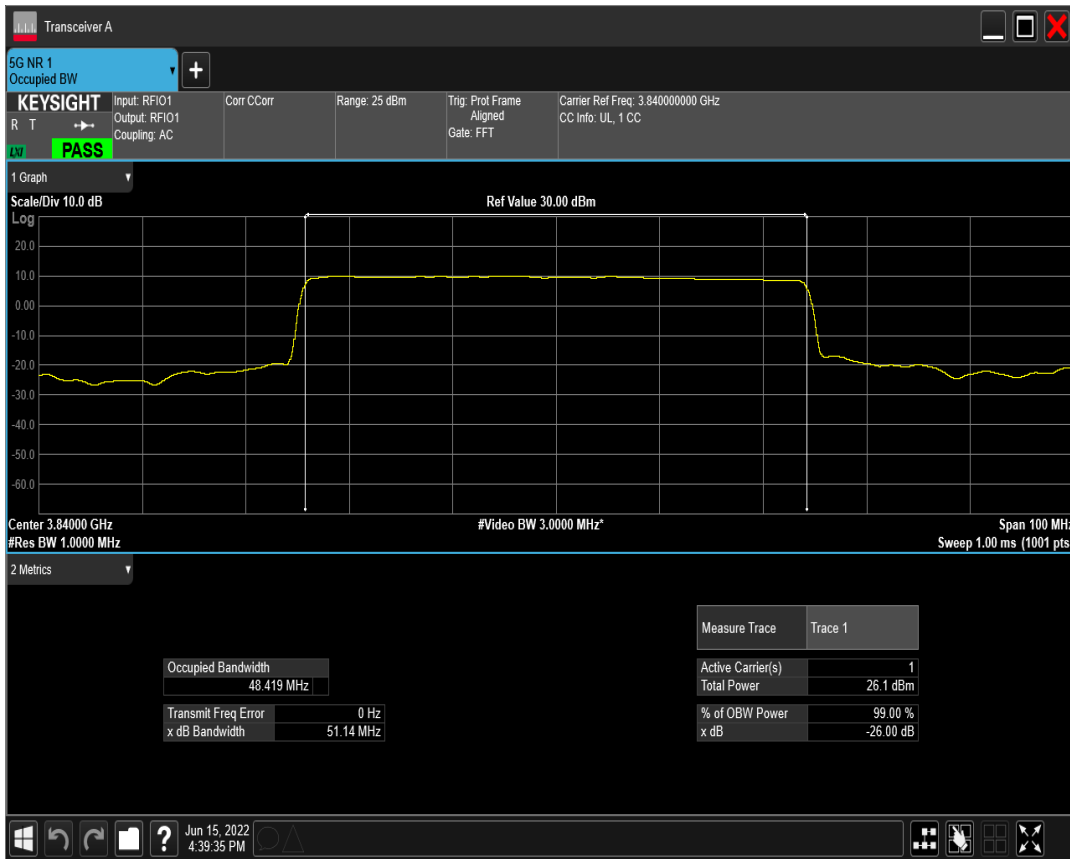 Transceiver A
5G NR 1
Occupied BW
KEYSIGHT
R T
LXI
PASS
Input: RFIO1
Output: RFIO1
Coupling: AC
Corr CCorr
Range: 25 dBm
Trig: Prot Frame
Aligned
Gate: FFT
Carrier Ref Freq: 3.840000000 GHz
CC Info: UL, 1 CC
1 Graph
Scale/Div 10.0 dB
Ref Value 30.00 dBm
Log
20.0
10.0
0.00
-10.0
-20.0
-30.0
-40.0
-50.0
-60.0
Center 3.84000 GHz
#Video BW 3.0000 MHz*
Span 100 MHz
#Res BW 1.0000 MHz
Sweep 1.00 ms (1001 pts
2 Metrics
Measure Trace Trace 1
Occupied Bandwidth
48.419 MHz
Active Carrier(s) 1
Total Power 26.1 dBm
Transmit Freq Error 0 Hz
x dB Bandwidth 51.14 MHz
% of OBW Power 99.00 %
x dB -26.00 dB
?
Jun 15, 2022
4:39:35 PM